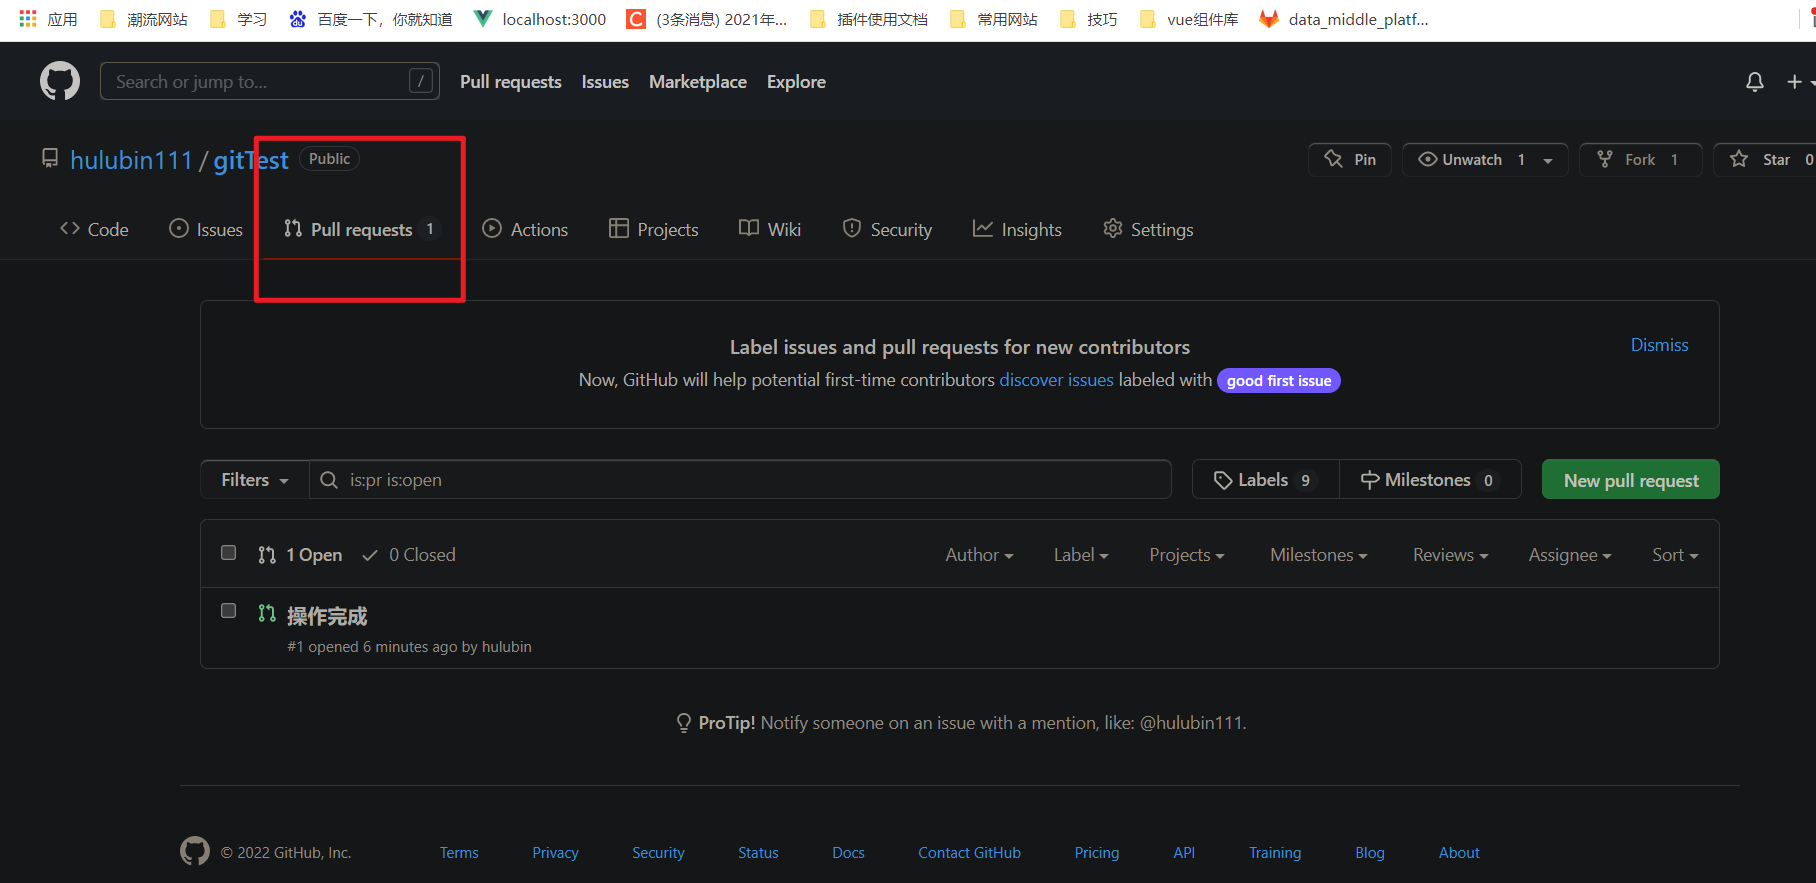 应用 潮流网站 学习 百度一下，你就知道 localhost:3000 C (3条消息) 2021年... 插件使用文档 常用网站 技巧 vue组件库 data_middle_platf...
Search or jump to... / Pull requests Issues Marketplace Explore
hulubin111 / gitTest Public Pin Unwatch 1 Fork 1 Star 0
Code Issues Pull requests 1 Actions Projects Wiki Security Insights Settings
Label issues and pull requests for new contributors
Dismiss
Now, GitHub will help potential first-time contributors discover issues labeled with good first issue
Filters is:pr is:open Labels 9 Milestones 0 New pull request
1 Open 0 Closed Author Label Projects Milestones Reviews Assignee Sort
操作完成
#1 opened 6 minutes ago by hulubin
ProTip! Notify someone on an issue with a mention, like: @hulubin111.
© 2022 GitHub, Inc. Terms Privacy Security Status Docs Contact GitHub Pricing API Training Blog About